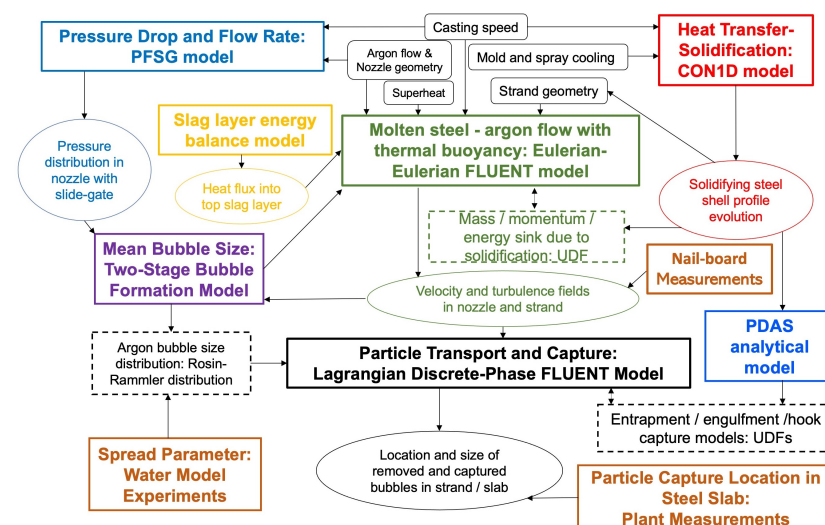 Casting speed
Pressure Drop and Flow Rate:
PFSG model
Argon flow &
Nozzle geometry
Mold and spray cooling
Heat Transfer-
Solidification:
CON1D model
Superheat
Strand geometry
Slag layer energy
balance model
Molten steel - argon flow with
thermal buoyancy: Eulerian-
Eulerian FLUENT model
Pressure
distribution in
nozzle with
slide-gate
Heat flux into
top slag layer
Solidifying steel
shell profile
evolution
Mass / momentum /
energy sink due to
solidification: UDF
Mean Bubble Size:
Two-Stage Bubble
Formation Model
Nail-board
Measurements
Velocity and turbulence fields
in nozzle and strand
PDAS
analytical
model
Argon bubble size
distribution: Rosin-
Rammler distribution
Particle Transport and Capture:
Lagrangian Discrete-Phase FLUENT Model
Entrapment / engulfment /hook
capture models: UDFs
Spread Parameter:
Water Model
Experiments
Location and size of
removed and captured
bubbles in strand / slab
Particle Capture Location in
Steel Slab:
Plant Measurements